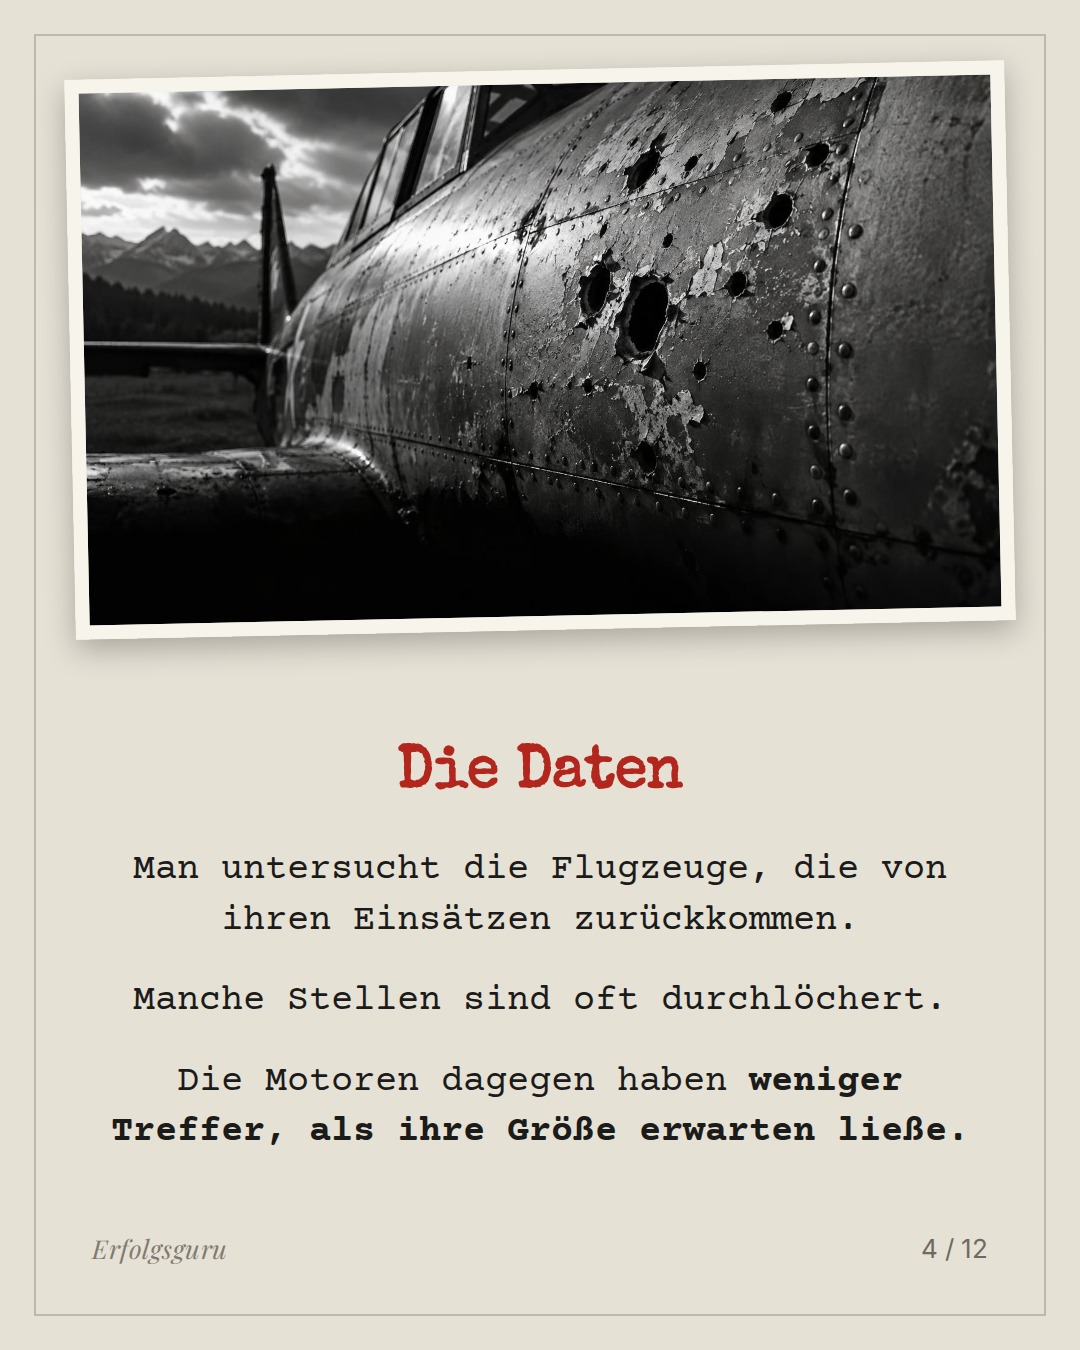 Die Daten
Man untersucht die Flugzeuge, die von
ihren Einsätzen zurückkommen.
Manche Stellen sind oft durchlöchert.
Die Motoren dagegen haben weniger
Treffer, als ihre Größe erwarten ließe.
Erfolgsguru
4 / 12